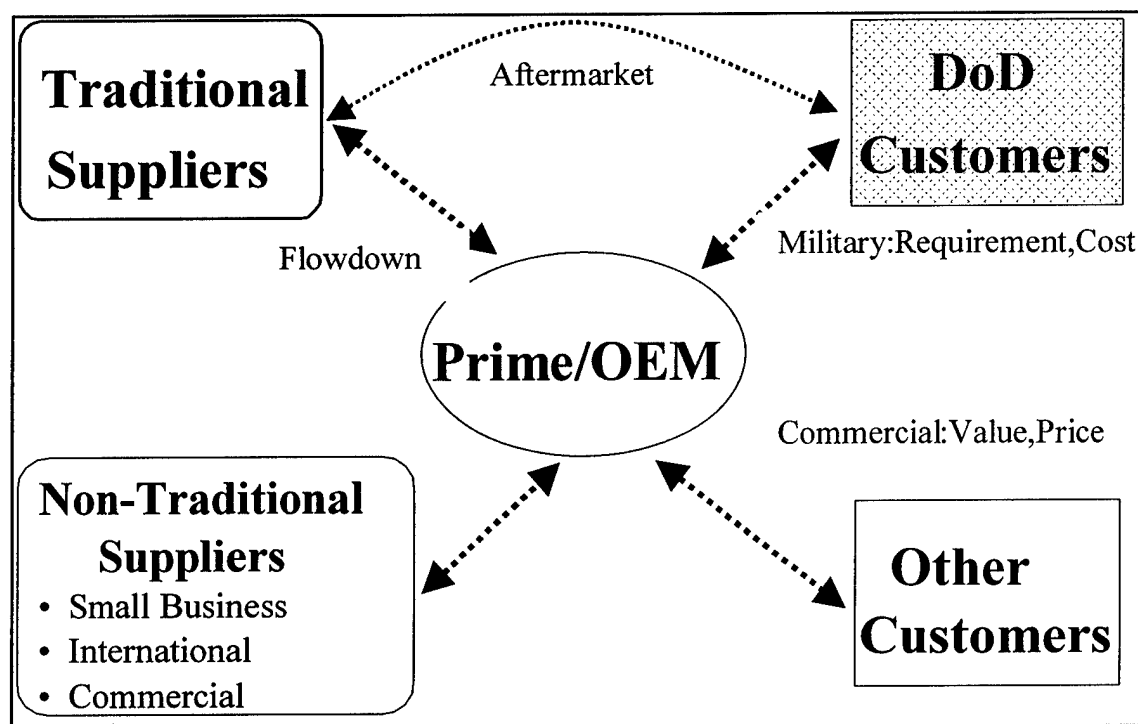 Traditional
Suppliers
Aftermarket
DoD
Customers
Flowdown
Military:Requirement,Cost
Prime/OEM
Commercial:Value,Price
Non-Traditional
Suppliers
• Small Business
• International
• Commercial
Other
Customers